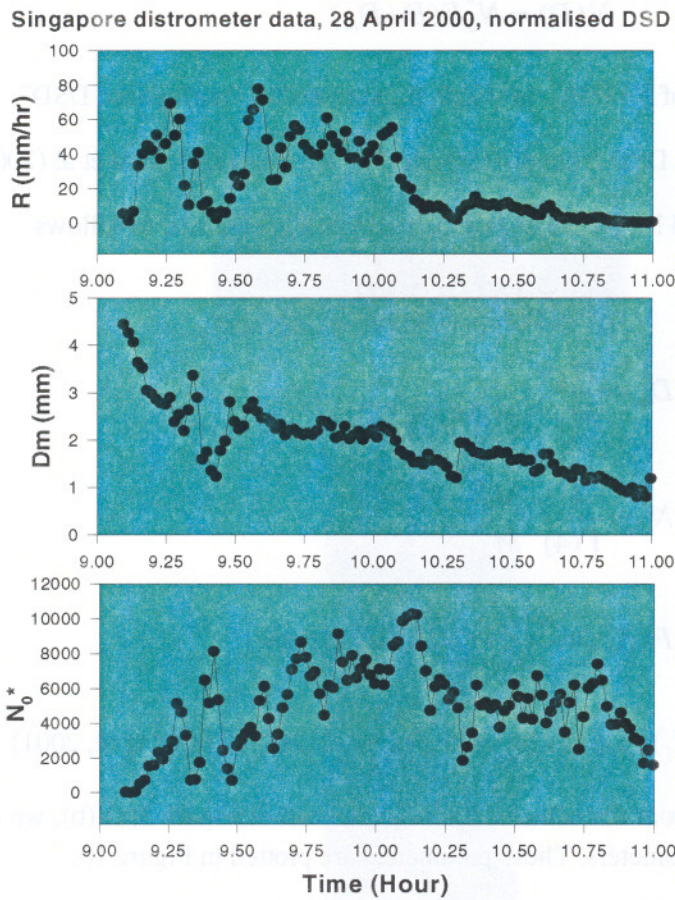 Singapore distrometer data, 28 April 2000, normalised DSD
R (mm/hr)
100
80
60
40
20
0
9.00 9.25 9.50 9.75 10.00 10.25 10.50 10.75 11.00
Dm (mm)
5
4
3
2
1
0
9.00 9.25 9.50 9.75 10.00 10.25 10.50 10.75 11.00
N₀*
12000
10000
8000
6000
4000
2000
0
9.00 9.25 9.50 9.75 10.00 10.25 10.50 10.75 11.00
Time (Hour)